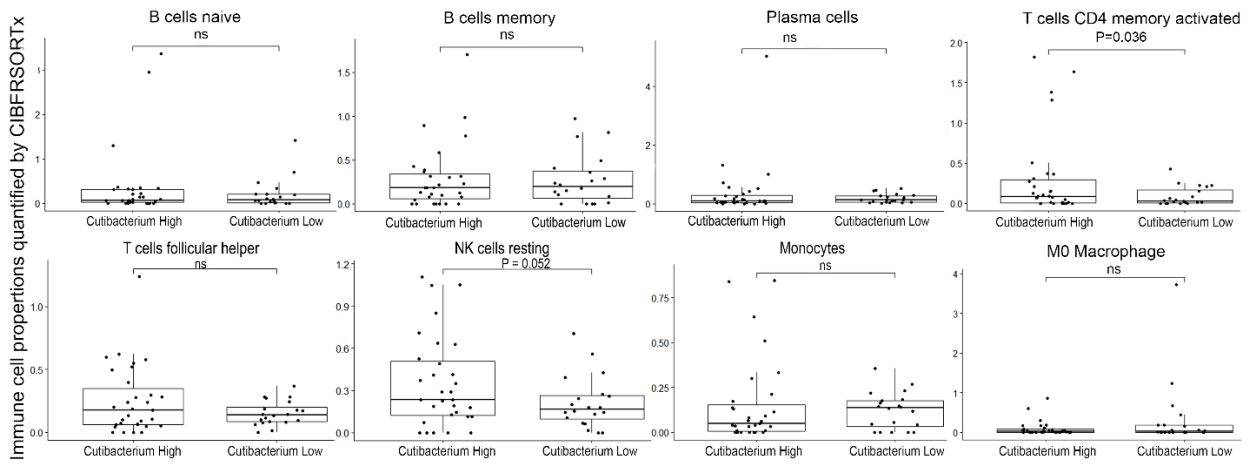 Immune cell propertions quantified by CIBFRSORTx
B cells naive
ns
3
2
1
0
Cutibacterium High
Cutibacterium Low
B cells memory
ns
1.5
1.0
0.5
0.0
Cutibacterium High
Cutibacterium Low
Plasma cells
ns
4
2
0
Cutibacterium High
Cutibacterium Low
T cells CD4 memory activated
P=0.036
2.0
1.5
1.0
0.5
0.0
Cutibacterium High
Cutibacterium Low
T cells follicular helper
ns
1.0
0.5
0.0
Cutibacterium High
Cutibacterium Low
NK cells resting
P = 0.052
1.2
0.9
0.6
0.3
0.0
Cutibacterium High
Cutibacterium Low
Monocytes
ns
0.75
0.50
0.25
0.00
Cutibacterium High
Cutibacterium Low
M0 Macrophage
ns
4
3
2
1
0
Cutibacterium High
Cutibacterium Low